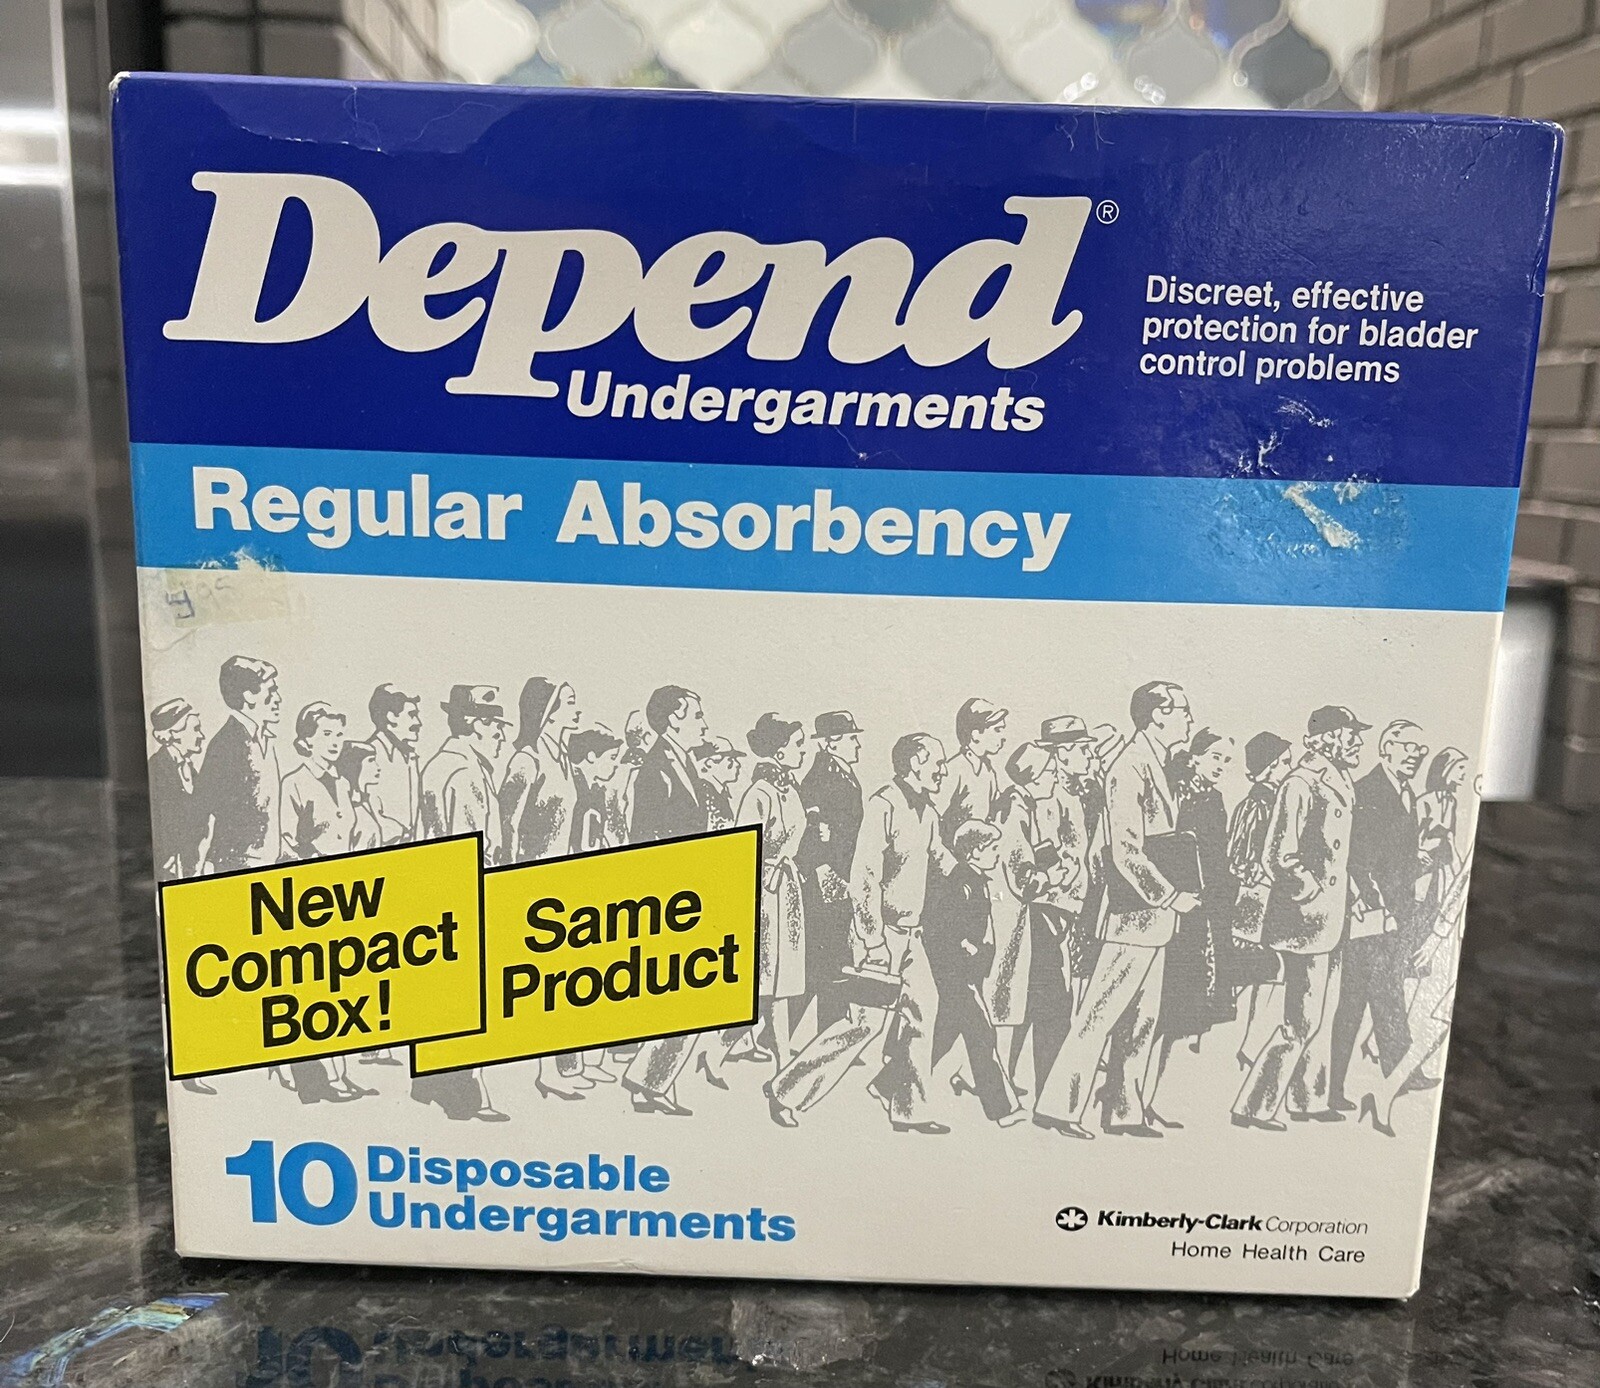 Depend®
Undergarments
Discreet, effective
protection for bladder
control problems
Regular Absorbency
New
Compact
Box!
Same
Product
10 Disposable
Undergarments
Kimberly-Clark Corporation
Home Health Care